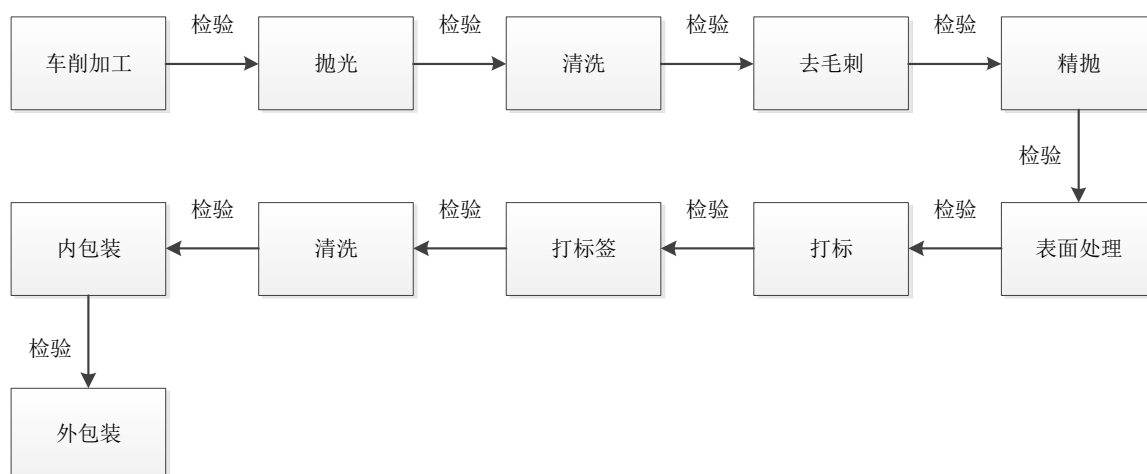 检验 检验 检验 检验
车削加工 抛光 清洗 去毛刺 精抛
检验
检验 检验 检验 检验
内包装 清洗 打标签 打标 表面处理
检验
外包装